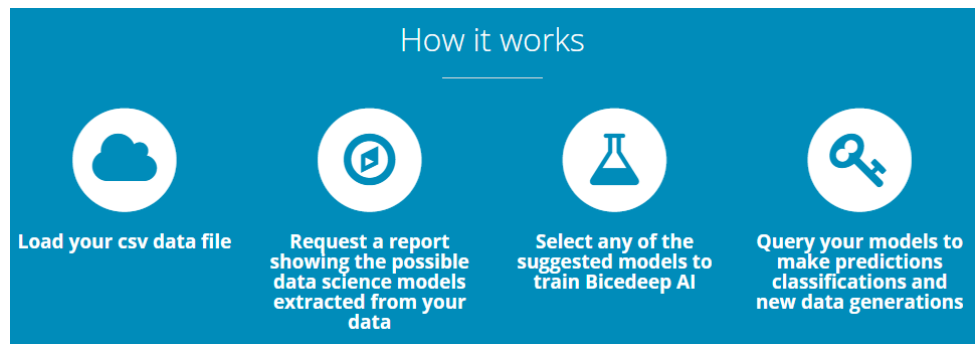 How it works
Load your csv data file
Request a report
showing the possible
data science models
extracted from your
data
Select any of the
suggested models to
train Bicedeep AI
Query your models to
make predictions
classifications and
new data generations